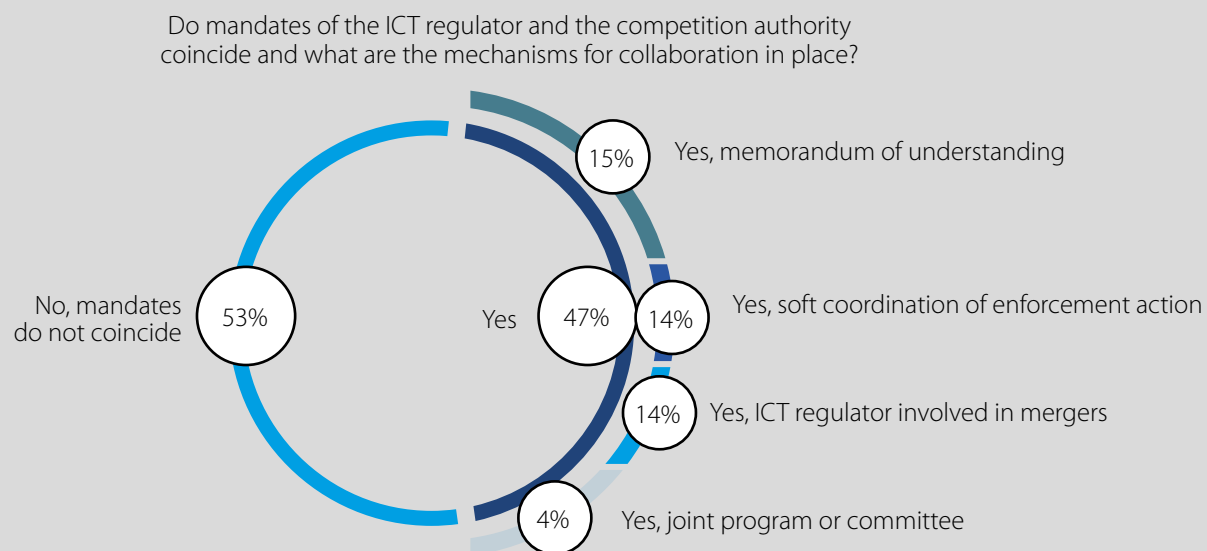 Do mandates of the ICT regulator and the competition authority
coincide and what are the mechanisms for collaboration in place?
15%
Yes, memorandum of understanding
No, mandates
do not coincide
53%
Yes
47%
14%
Yes, soft coordination of enforcement action
14%
Yes, ICT regulator involved in mergers
4%
Yes, joint program or committee